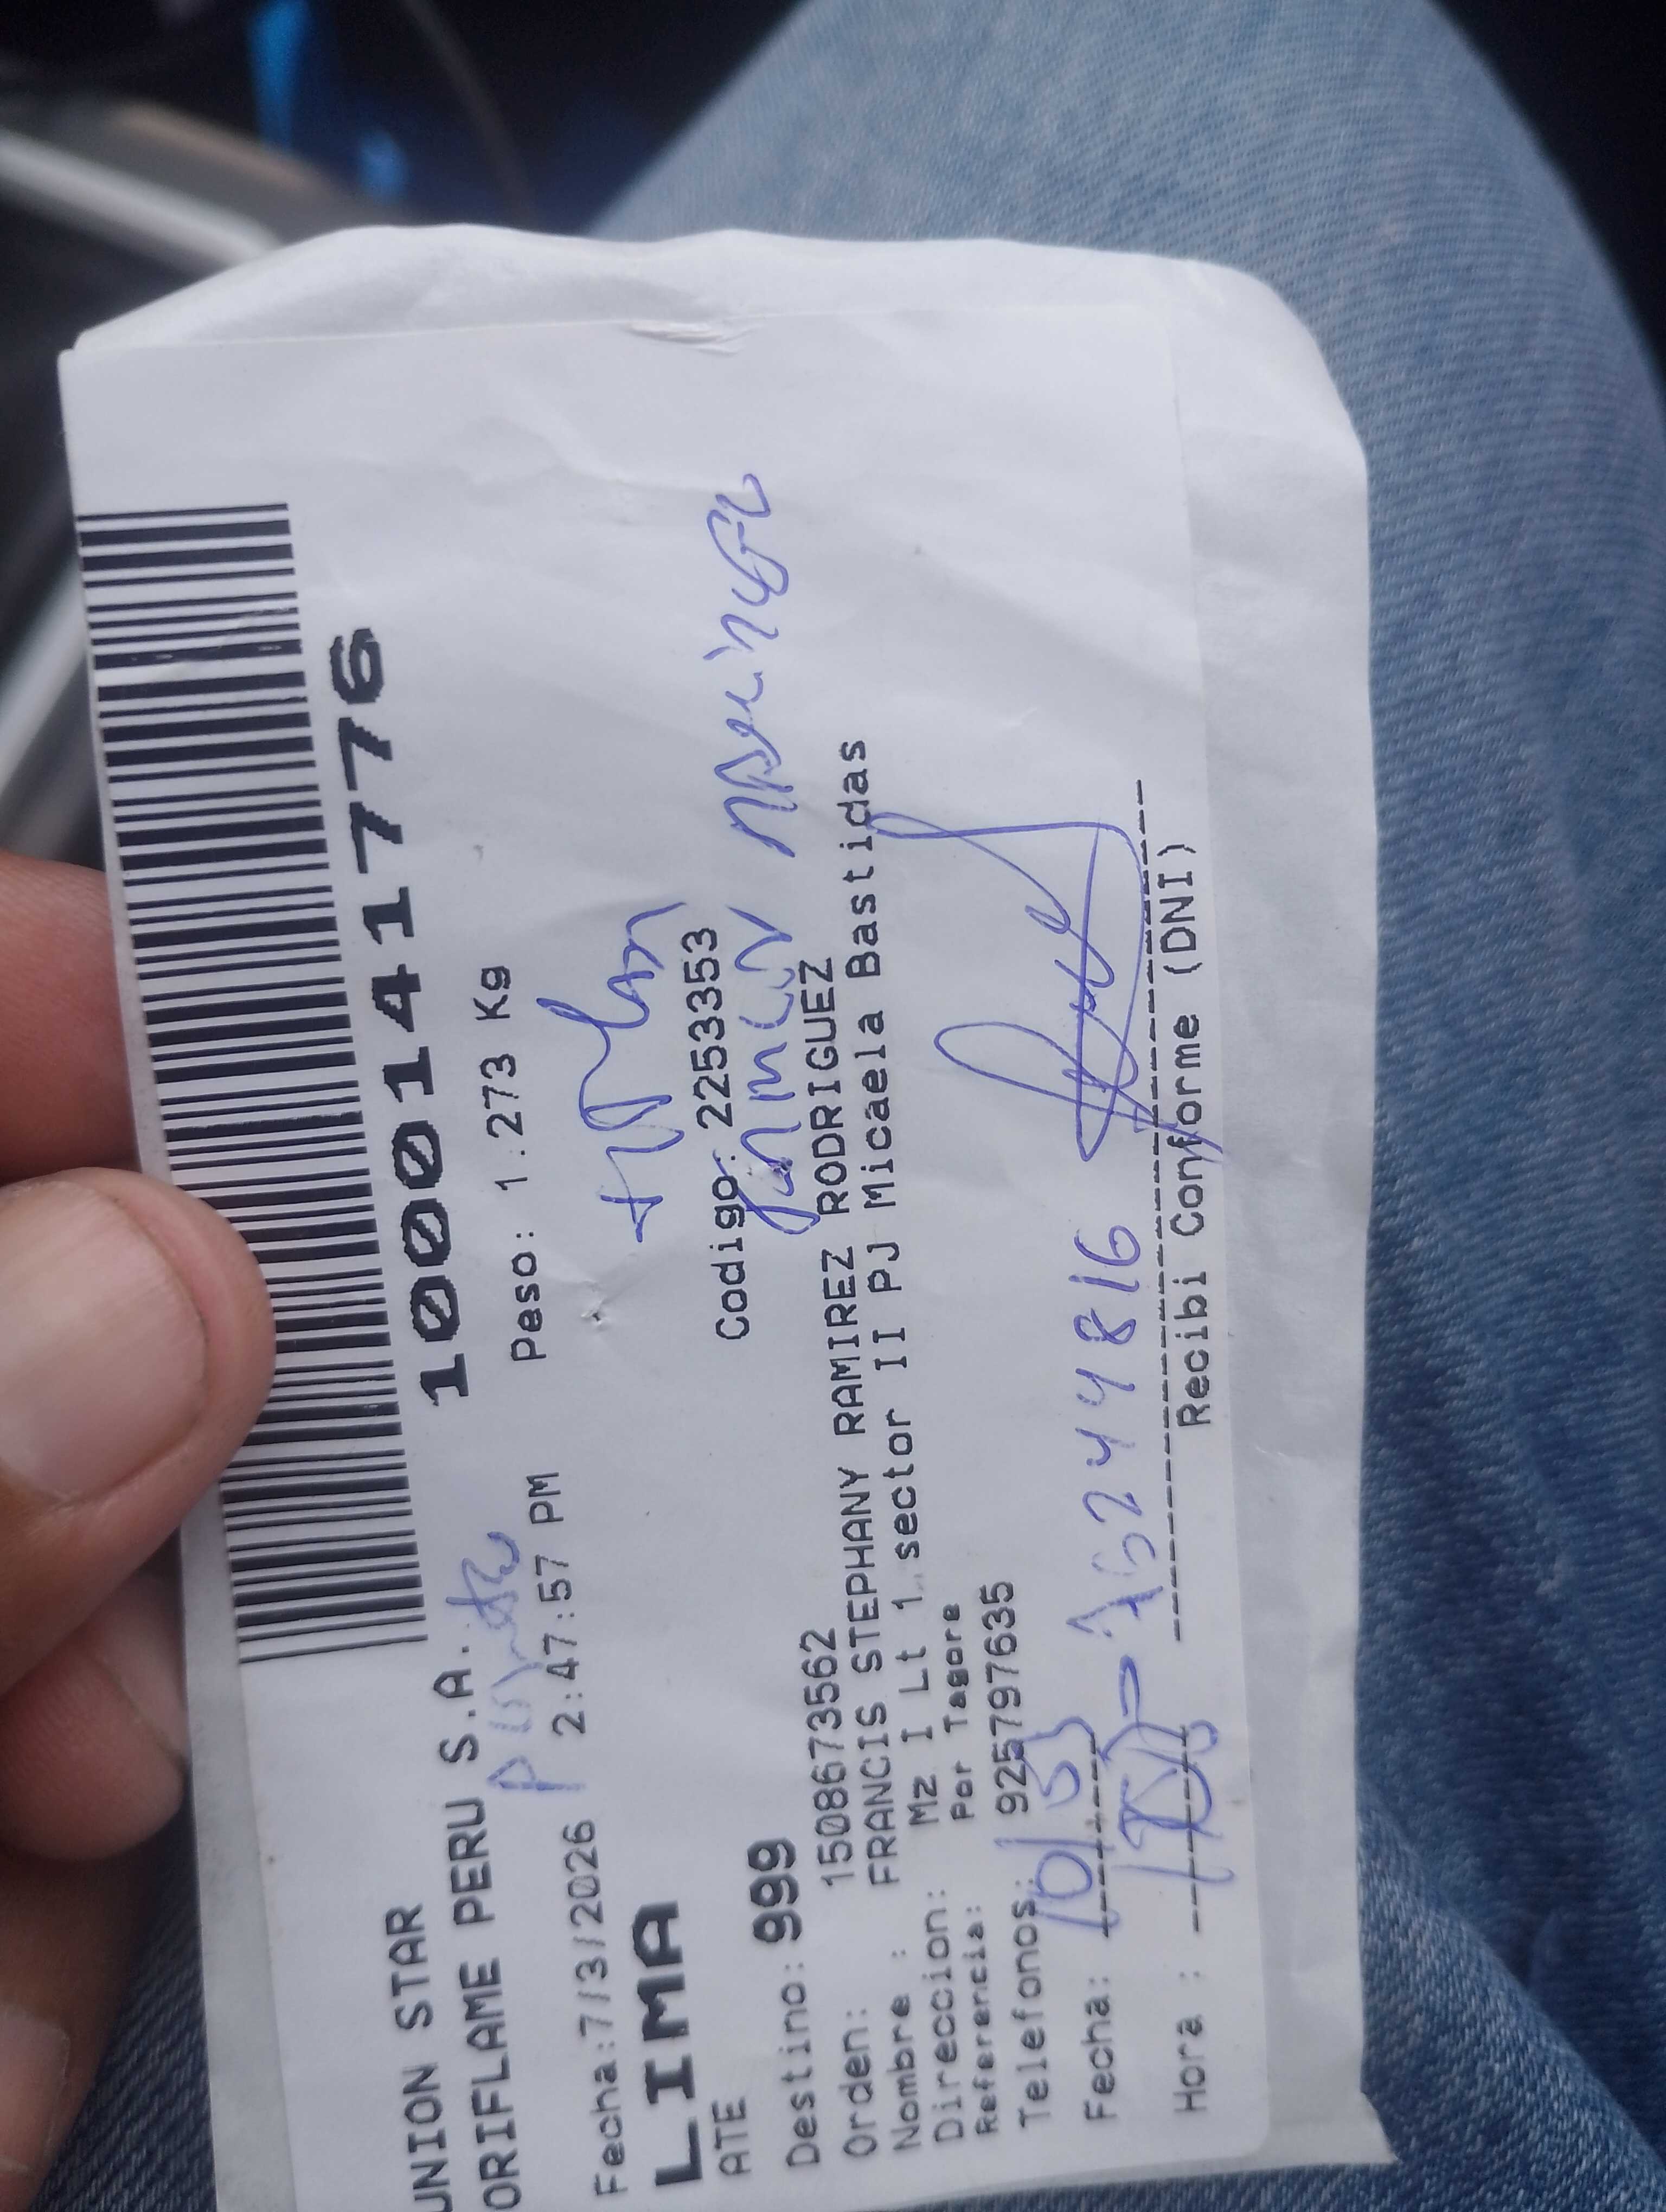 UNION STAR
ORIFLAME PERU S.A.
1000141776
Fecha:7/3/2026 2:47:57 PM Peso: 1.273 Kg
LIMA
ATE
Destino: 999 Codigo: 2253353
Orden: 1508673562
Nombre : FRANCIS STEPHANY RAMIREZ RODRIGUEZ
Direccion: Mz I Lt 1 sector II PJ Micaela Bastidas
Referencia: Por Tagore
Telefonos: 925797635
Fecha: 10/03
Hora :
Recibi Conforme (DNI)